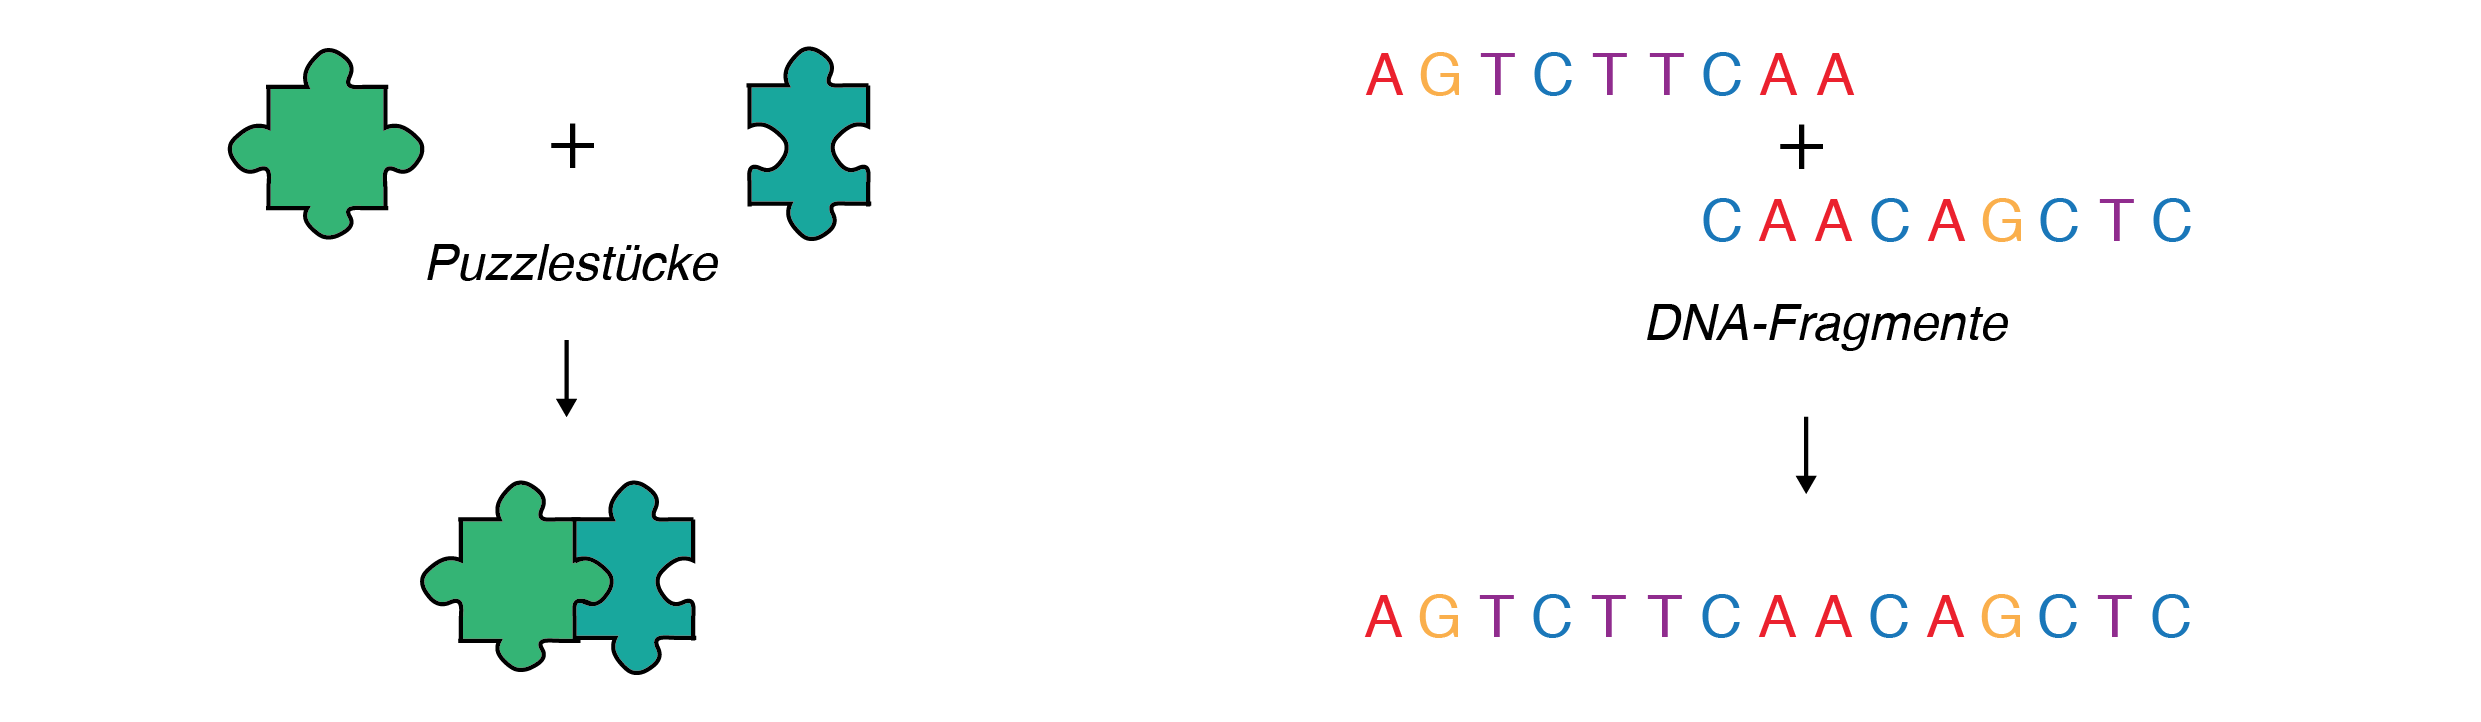 +
Puzzlestücke
A G T C T T C A A
+
C A A C A G C T C
DNA-Fragmente
A G T C T T C A A C A G C T C